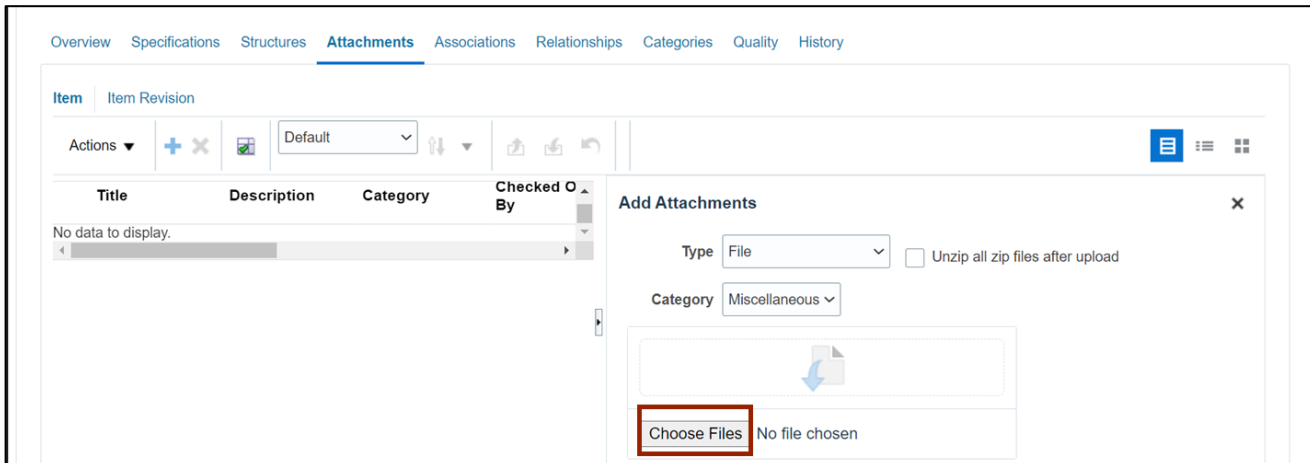 Overview Specifications Structures Attachments Associations Relationships Categories Quality History
Item Item Revision
Actions Default
Title Description Category Checked O
By
No data to display.
Add Attachments
Type File Unzip all zip files after upload
Category Miscellaneous
Choose Files No file chosen